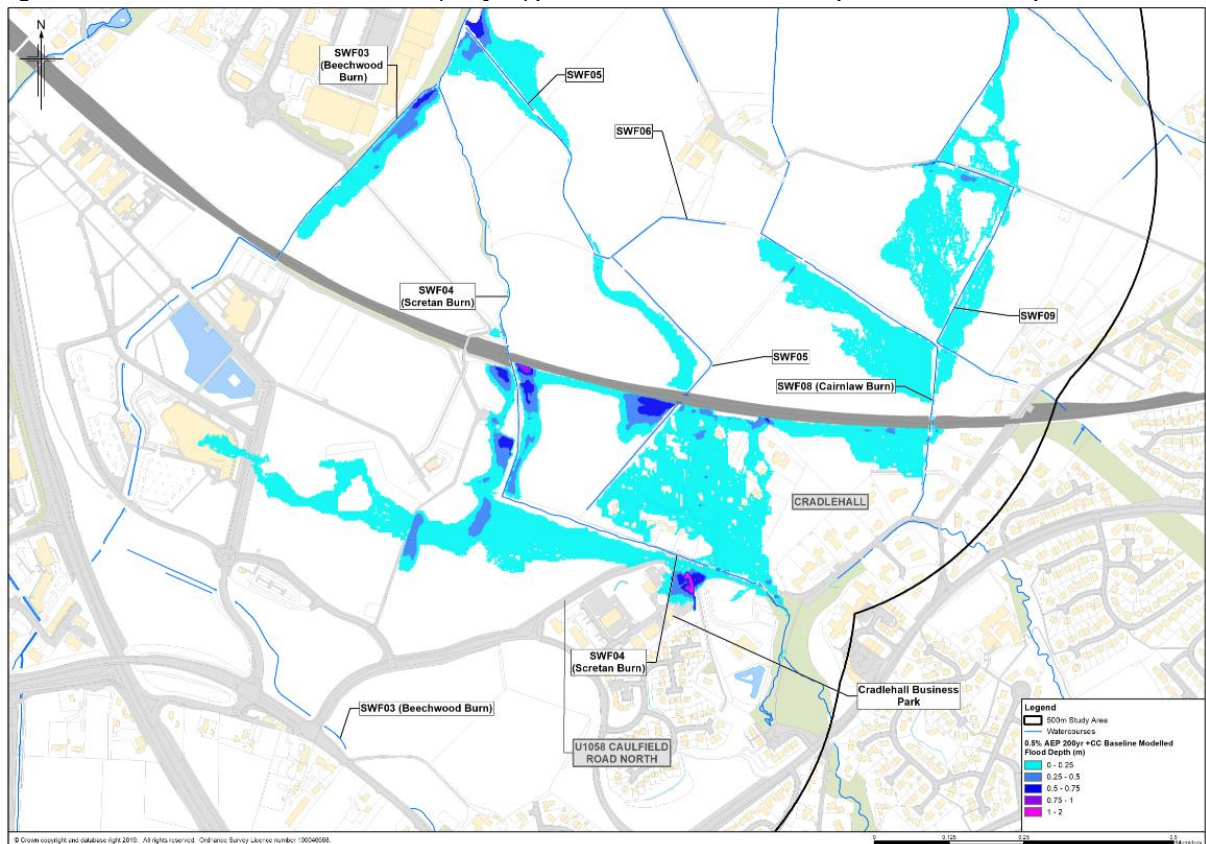 N
SWF03
(Beechwood
Burn)
SWF05
SWF06
SWF04
(Scretan Burn)
SWF09
SWF05
SWF08 (Cairnlaw Burn)
CRADLEHALL
SWF04
(Scretan Burn)
Cradlehall Business
Park
SWF03 (Beechwood Burn)
U1058 CAULFIELD
ROAD NORTH
Legend
500m Study Area
Watercourses
0.5% AEP 200yr +CC Baseline Modelled
Flood Depth (m)
0 - 0.25
0.25 - 0.5
0.5 - 0.75
0.75 - 1
1 - 2
© Crown copyright and database right 2019. All rights reserved. Ordnance Survey Licence number
0 0.125 0.25 0.5